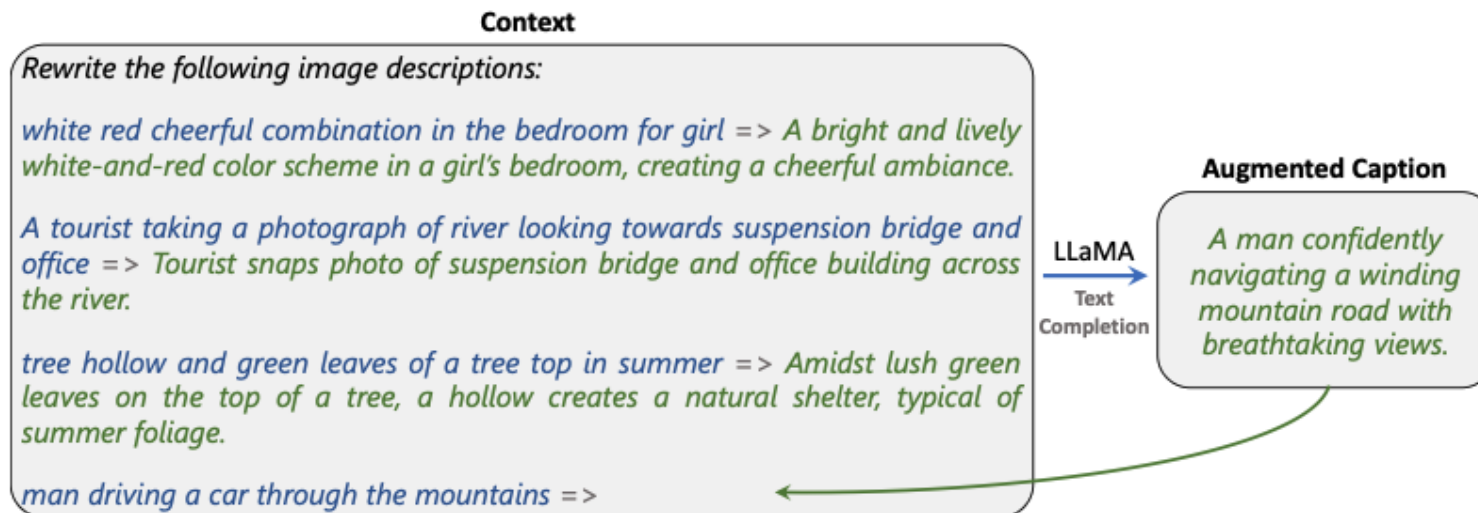 Context
Rewrite the following image descriptions:
white red cheerful combination in the bedroom for girl => A bright and lively
white-and-red color scheme in a girl's bedroom, creating a cheerful ambiance.
A tourist taking a photograph of river looking towards suspension bridge and
office => Tourist snaps photo of suspension bridge and office building across
the river.
tree hollow and green leaves of a tree top in summer => Amidst lush green
leaves on the top of a tree, a hollow creates a natural shelter, typical of
summer foliage.
man driving a car through the mountains =>
LLaMA
Text
Completion
Augmented Caption
A man confidently
navigating a winding
mountain road with
breathtaking views.